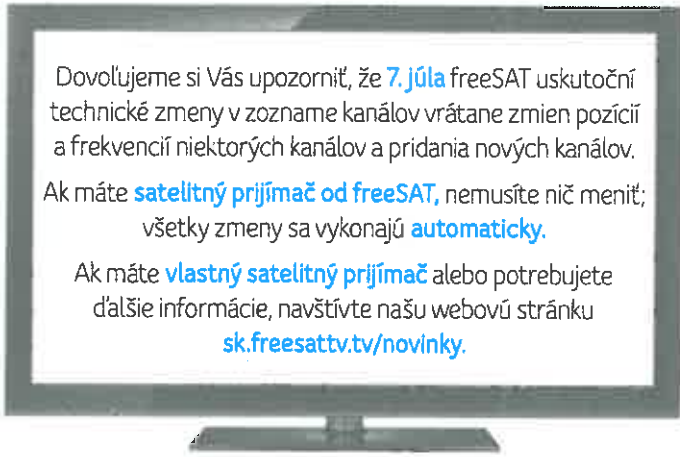 Dovoľujeme si Vás upozorniť, že 7. júla freeSAT uskutoční
technické zmeny v zozname kanálov vrátane zmien pozícií
a frekvencií niektorých kanálov a pridania nových kanálov.
Ak máte satelitný prijímač od freeSAT, nemusíte nič meniť;
všetky zmeny sa vykonajú automaticky.
Ak máte vlastný satelitný prijímač alebo potrebujete
ďalšie informácie, navštívte našu webovú stránku
sk.freesattv.tv/novinky.